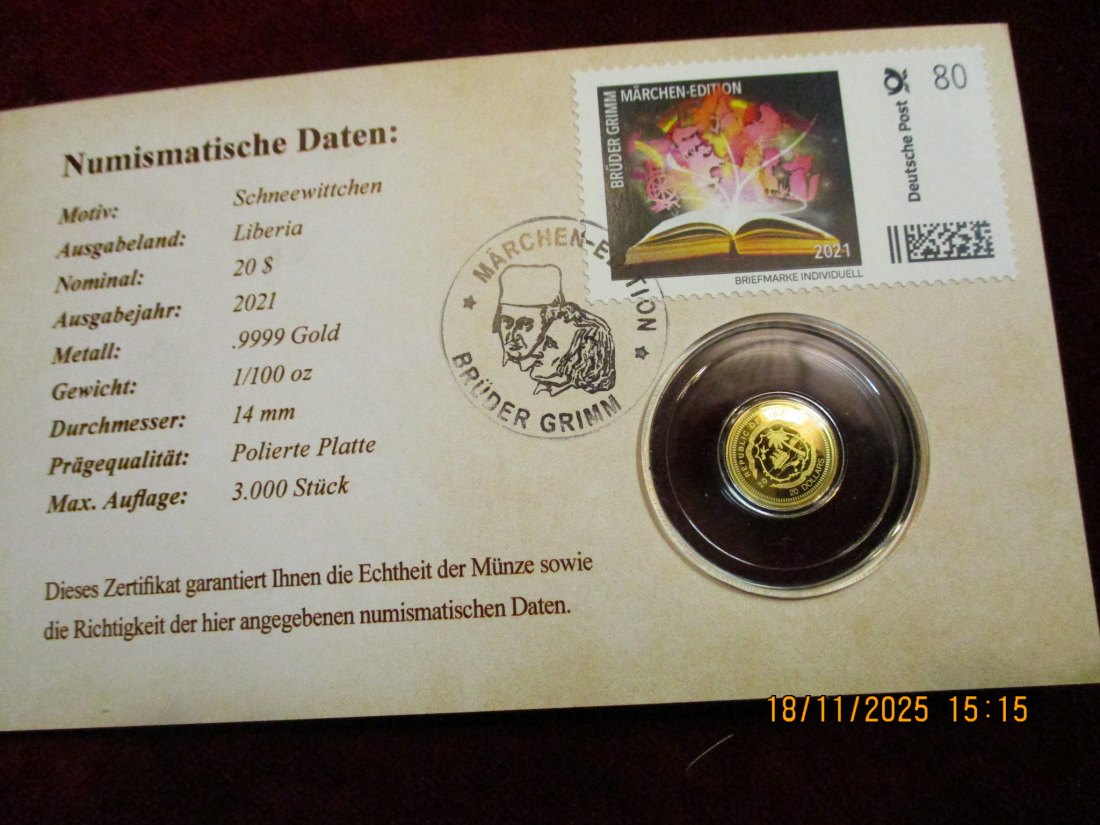 Numismatische Daten:
Motiv: Schneewittchen
Ausgabeland: Liberia
Nominal: 20 $
Ausgabejahr: 2021
Metall: .9999 Gold
Gewicht: 1/100 oz
Durchmesser: 14 mm
Prägequalität: Polierte Platte
Max. Auflage: 3.000 Stück
Dieses Zertifikat garantiert Ihnen die Echtheit der Münze sowie
die Richtigkeit der hier angegebenen numismatischen Daten.
BRÜDER GRIMM
MÄRCHEN-EDITION
2021
BRIEFMARKE INDIVIDUELL
Deutsche Post
80
MÄRCHEN-EDITION
BRÜDER GRIMM
REPUBLIC
20 DOLLARS
18/11/2025 15:15